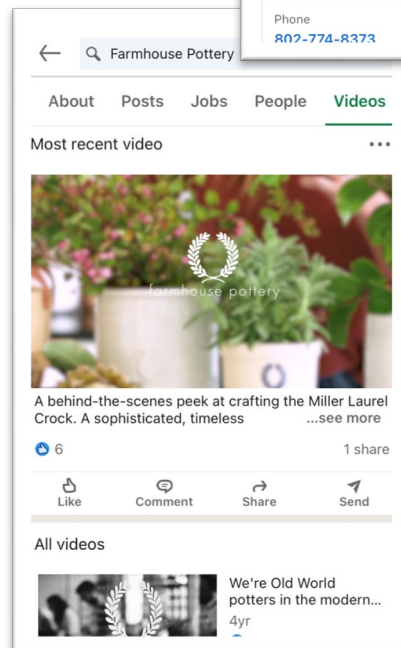 Phone
802-774-8373
Farmhouse Pottery
About Posts Jobs People Videos
Most recent video
farmhouse pottery
A behind-the-scenes peek at crafting the Miller Laurel
Crock. A sophisticated, timeless ...see more
6 1 share
Like Comment Share Send
All videos
We're Old World
potters in the modern...
4yr